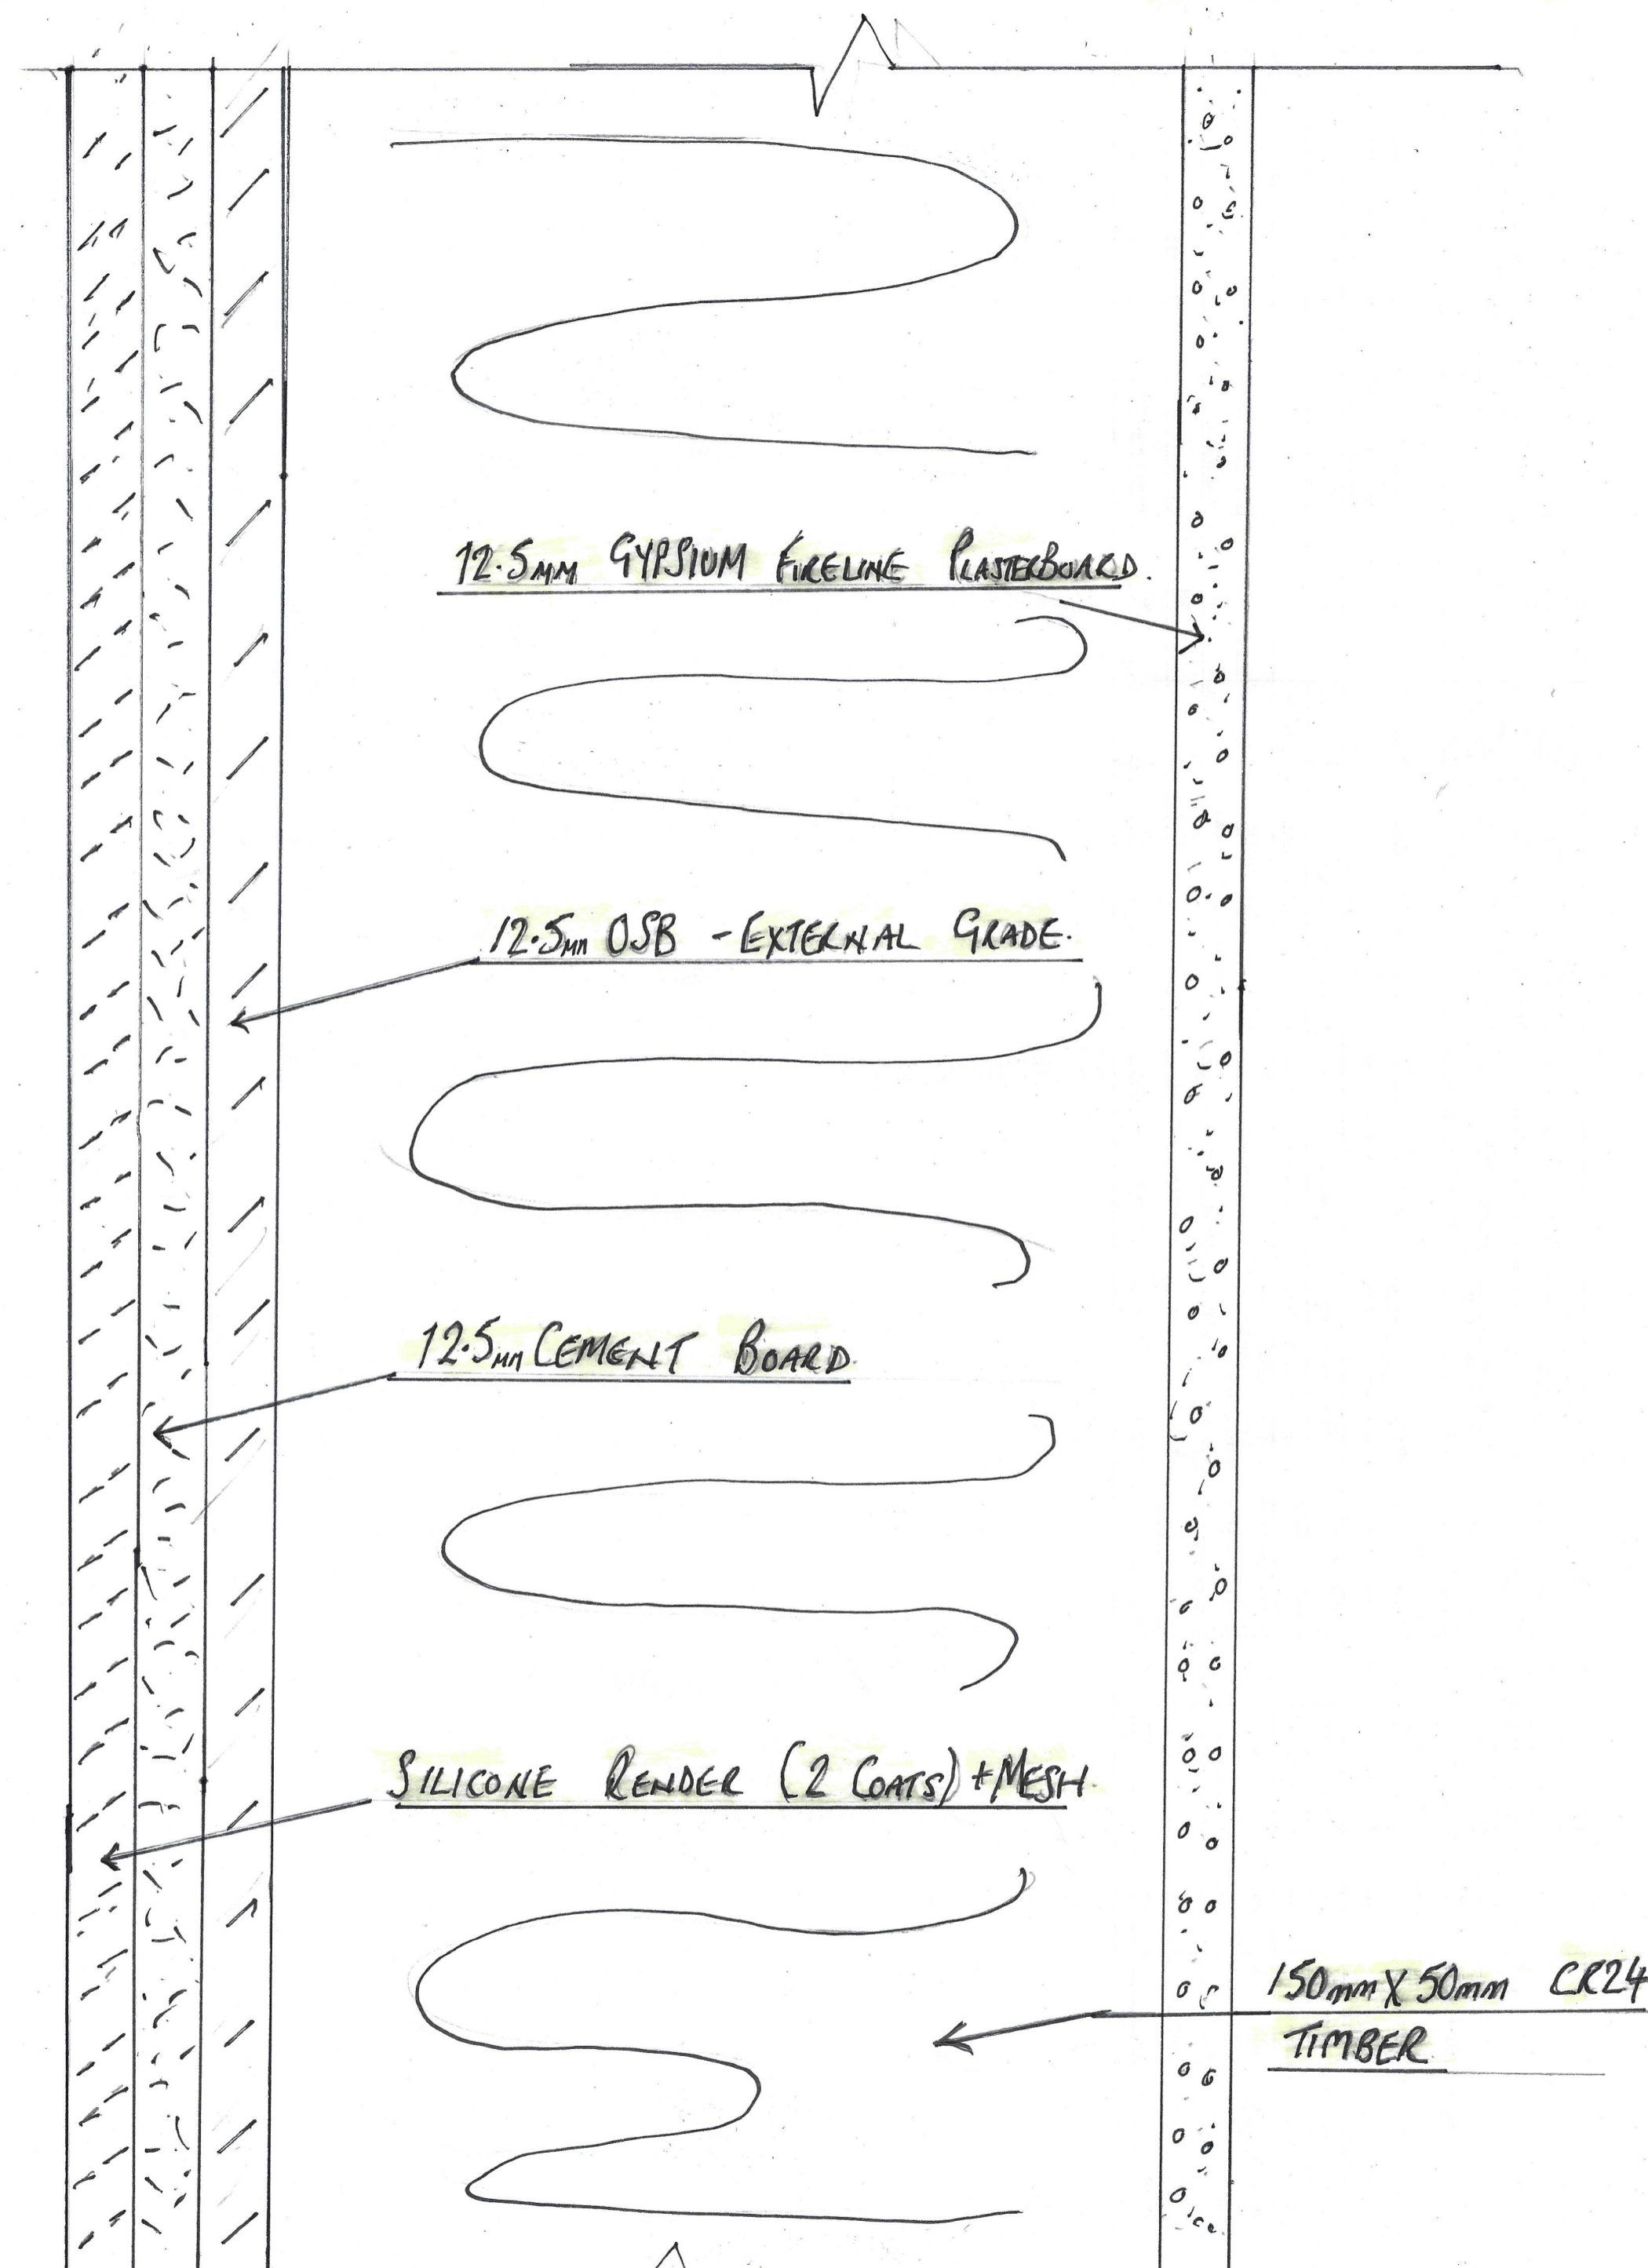 12.5mm GYPSIUM FIRELINE PLASTERBOARD.
12.5mm OSB - EXTERNAL GRADE.
12.5mm CEMENT BOARD
SILICONE RENDER (2 COATS) + MESH
150mm X 50mm CR24
TIMBER